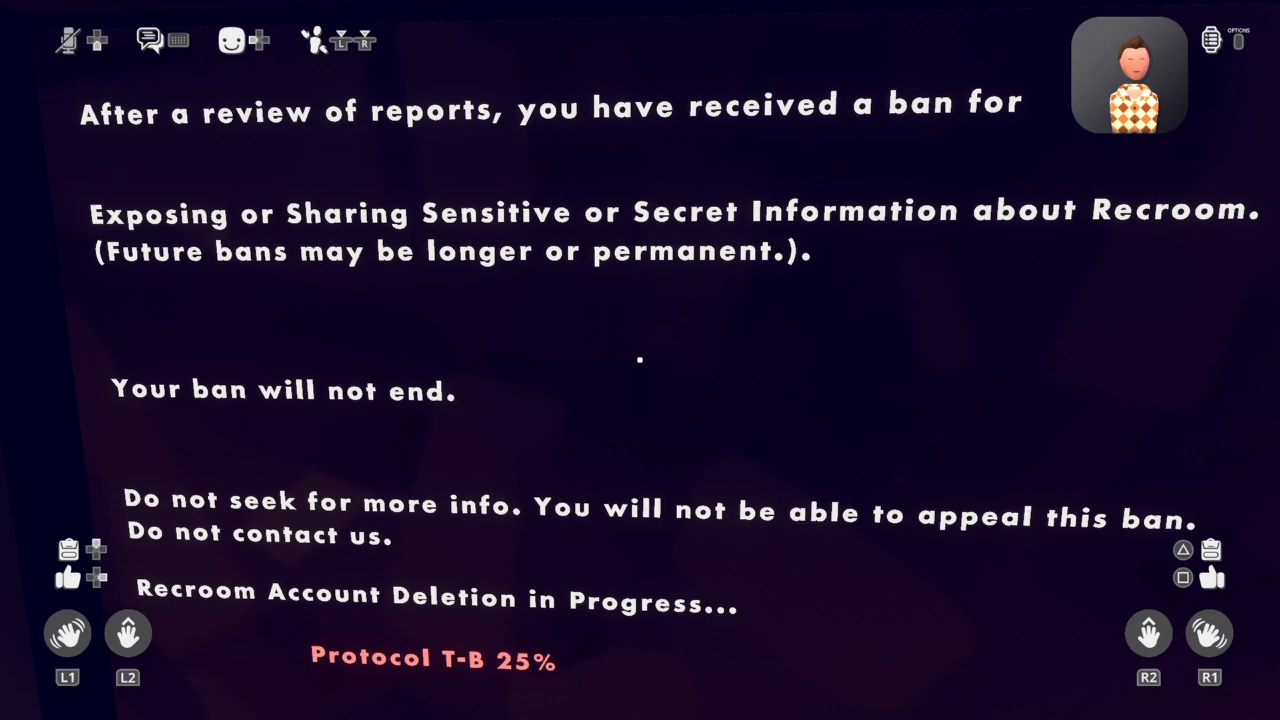 OPTIONS
After a review of reports, you have received a ban for
Exposing or Sharing Sensitive or Secret Information about Recroom.
(Future bans may be longer or permanent.).
Your ban will not end.
Do not seek for more info. You will not be able to appeal this ban.
Do not contact us.
Recroom Account Deletion in Progress...
Protocol T-B 25%
L R
L1 L2 R2 R1